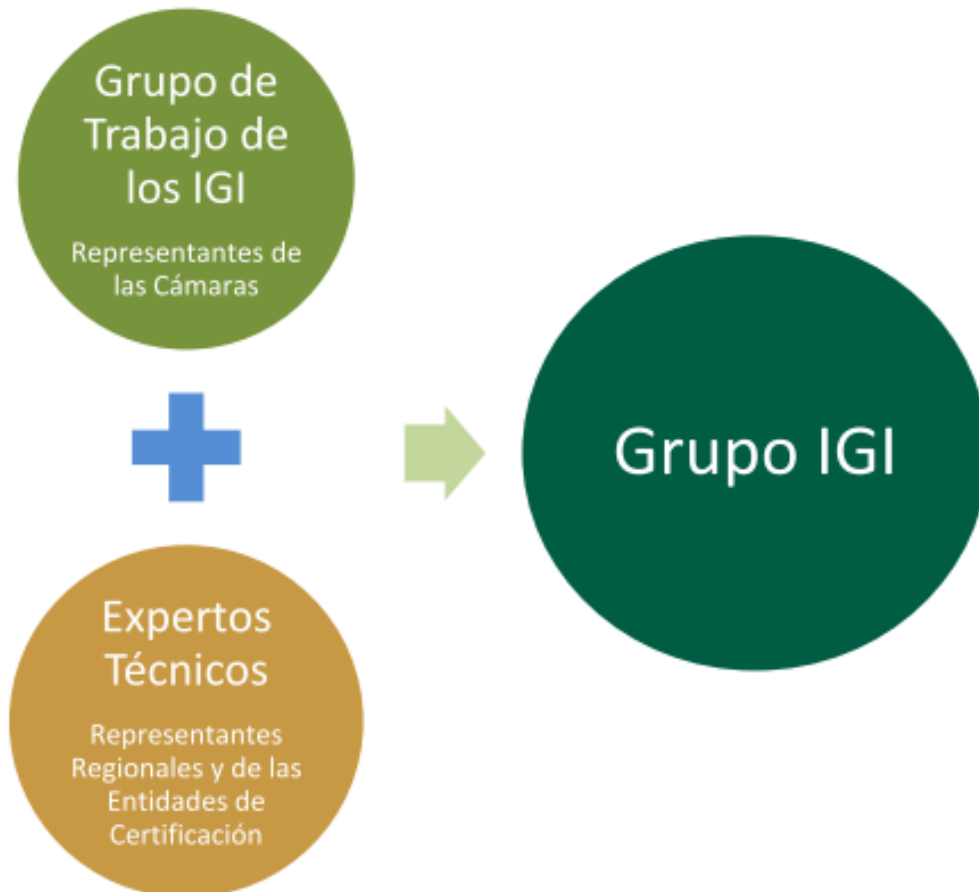 Grupo de
Trabajo de
los IGI
Representantes de
las Cámaras
Expertos
Técnicos
Representantes
Regionales y de las
Entidades de
Certificación
Grupo IGI